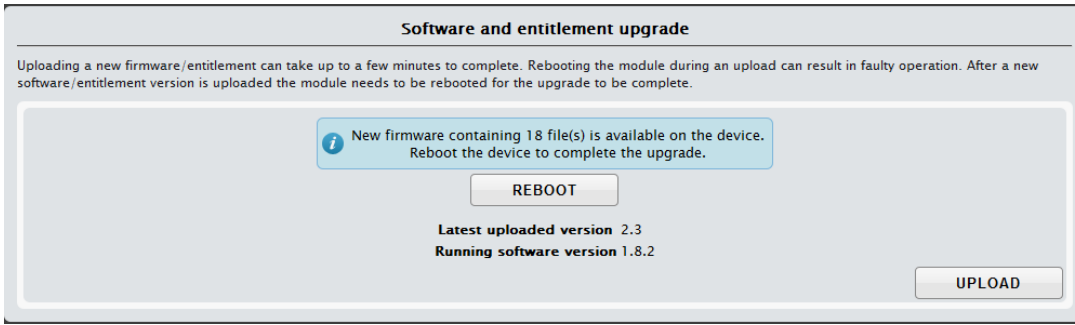 Software and entitlement upgrade
Uploading a new firmware/entitlement can take up to a few minutes to complete. Rebooting the module during an upload can result in faulty operation. After a new
software/entitlement version is uploaded the module needs to be rebooted for the upgrade to be complete.
New firmware containing 18 file(s) is available on the device.
Reboot the device to complete the upgrade.
REBOOT
Latest uploaded version 2.3
Running software version 1.8.2
UPLOAD